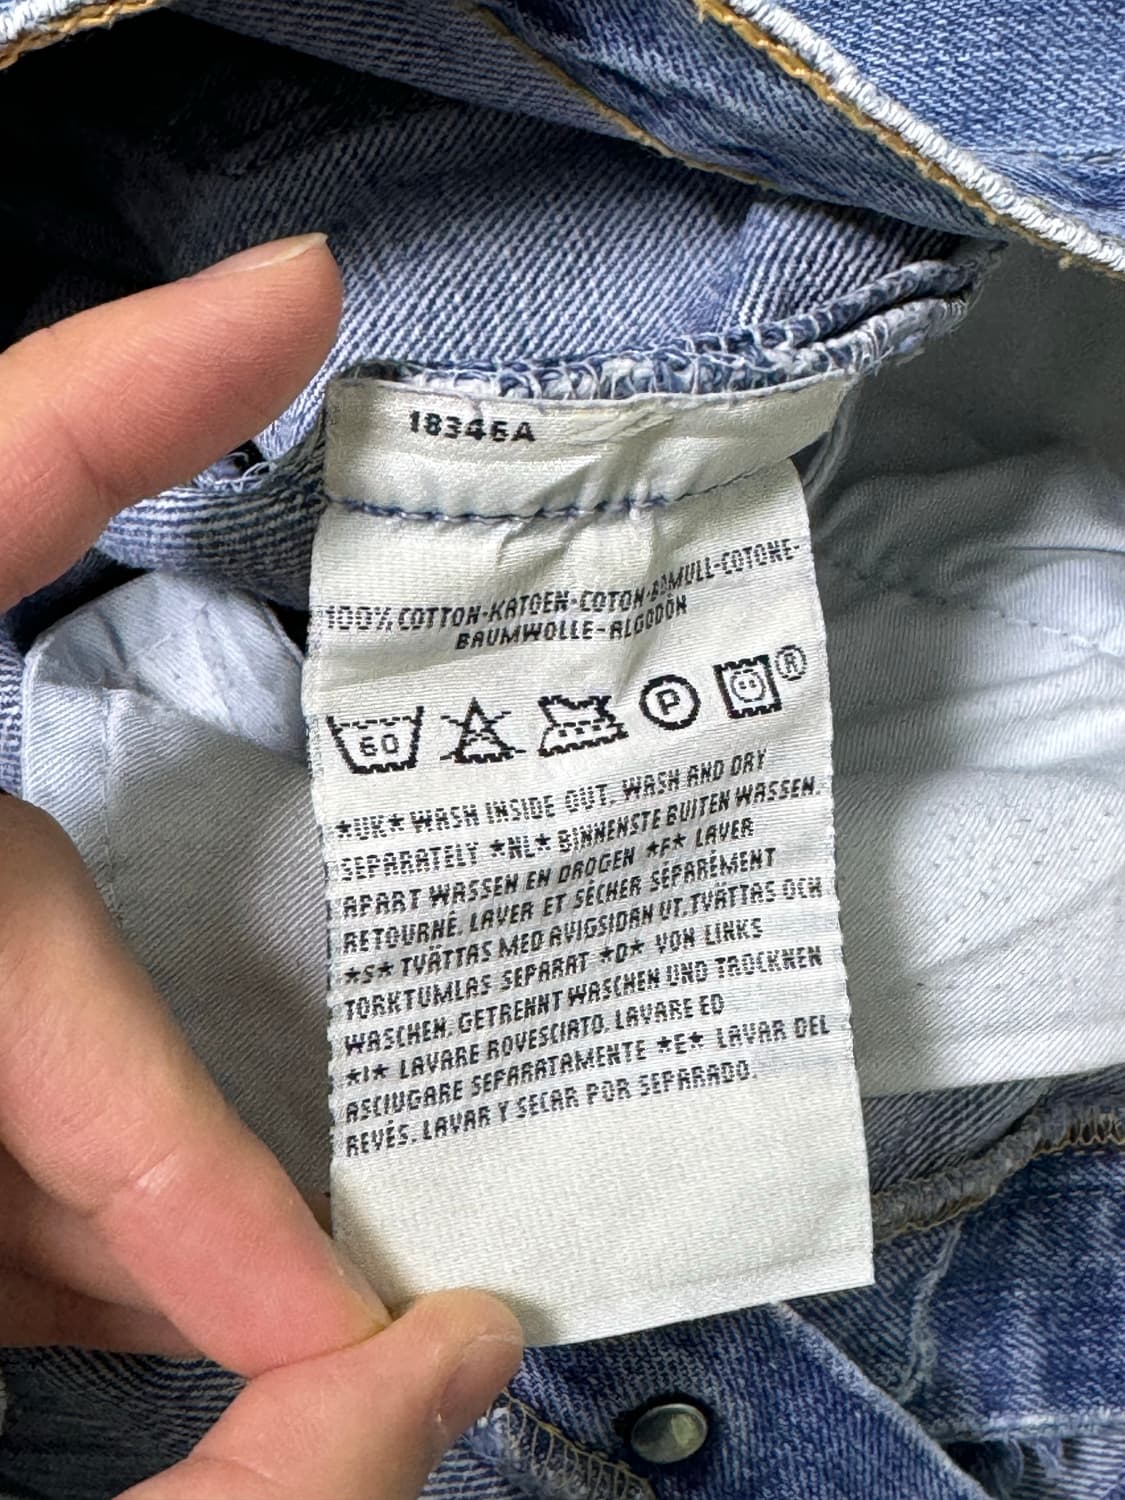 18346A
100% COTTON-KATOEN-COTON-BOMULL-COTONE-
BAUMWOLLE-ALGODÓN
60 P ®
*UK* WASH INSIDE OUT. WASH AND DRY
SEPARATELY *NL* BINNENSTE BUITEN WASSEN.
APART WASSEN EN DROGEN *F* LAVER
RETOURNÉ. LAVER ET SÉCHER SÉPARÉMENT
*S* TVÄTTAS MED AVIGSIDAN UT.TVÄTTAS OCH
TORKTUMLAS SEPARAT *D* VON LINKS
WASCHEN. GETRENNT WASCHEN UND TROCKNEN
*I* LAVARE ROVESCIATO. LAVARE ED
ASCIUGARE SEPARATAMENTE *E* LAVAR DEL
REVÉS. LAVAR Y SECAR POR SEPARADO.